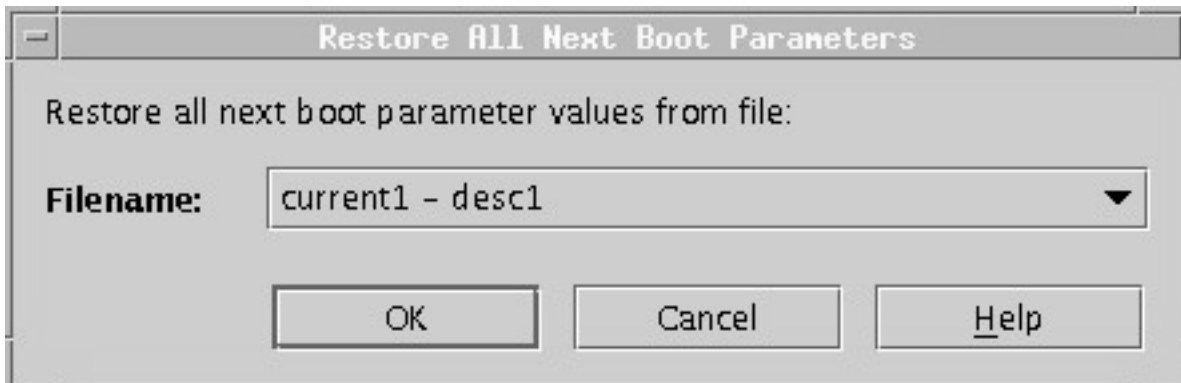 Restore All Next Boot Parameters
Restore all next boot parameter values from file:
Filename: current1 – desc1
OK Cancel Help